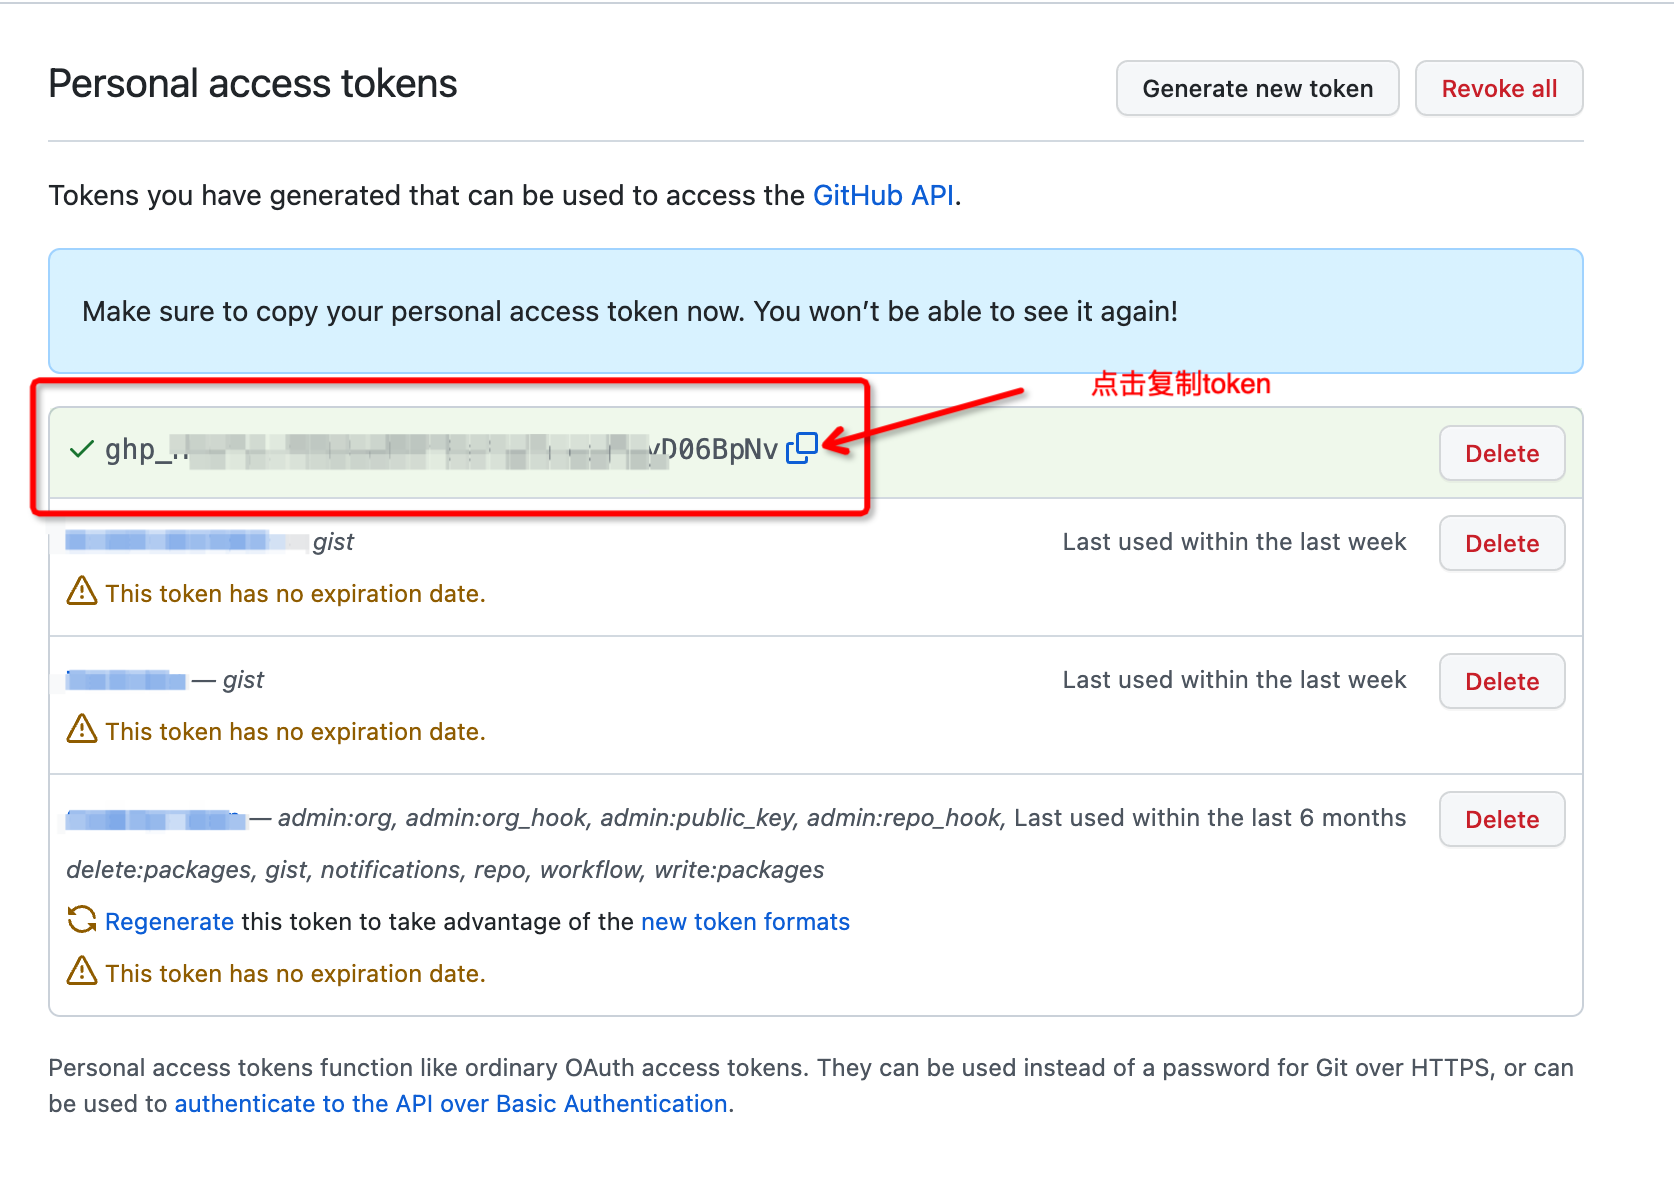 Personal access tokens
Generate new token
Revoke all
Tokens you have generated that can be used to access the GitHub API.
Make sure to copy your personal access token now. You won’t be able to see it again!
点击复制token
ghp_ D06BpNv
Delete
gist
Last used within the last week
Delete
This token has no expiration date.
— gist
Last used within the last week
Delete
This token has no expiration date.
— admin:org, admin:org_hook, admin:public_key, admin:repo_hook,
Last used within the last 6 months
Delete
delete:packages, gist, notifications, repo, workflow, write:packages
Regenerate this token to take advantage of the new token formats
This token has no expiration date.
Personal access tokens function like ordinary OAuth access tokens. They can be used instead of a password for Git over HTTPS, or can
be used to authenticate to the API over Basic Authentication.